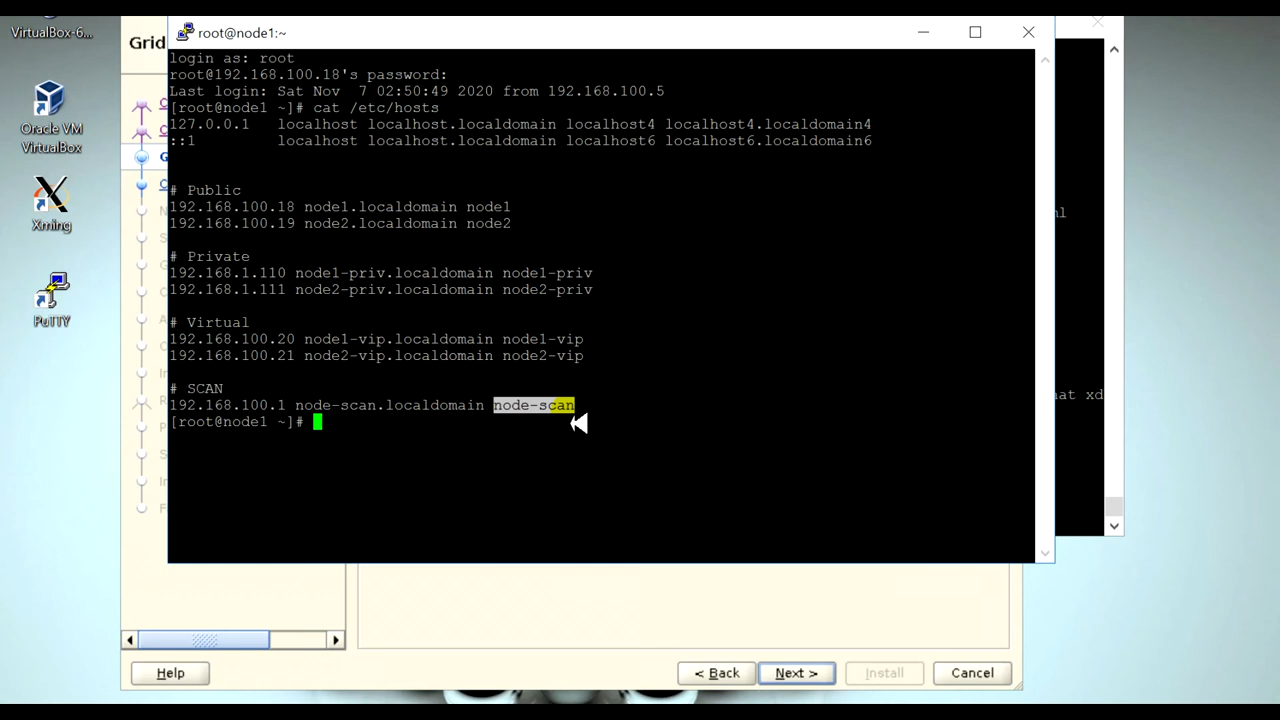 VirtualBox-6...
Oracle VM
VirtualBox
Xming
PuTTY
Grid
root@node1:~
login as: root
root@192.168.100.18's password:
Last login: Sat Nov  7 02:50:49 2020 from 192.168.100.5
[root@node1 ~]# cat /etc/hosts
127.0.0.1   localhost localhost.localdomain localhost4 localhost4.localdomain4
::1         localhost localhost.localdomain localhost6 localhost6.localdomain6
# Public
192.168.100.18 node1.localdomain node1
192.168.100.19 node2.localdomain node2
# Private
192.168.1.110 node1-priv.localdomain node1-priv
192.168.1.111 node2-priv.localdomain node2-priv
# Virtual
192.168.100.20 node1-vip.localdomain node1-vip
192.168.100.21 node2-vip.localdomain node2-vip
# SCAN
192.168.100.1 node-scan.localdomain node-scan
[root@node1 ~]#
Help
< Back
Next >
Install
Cancel